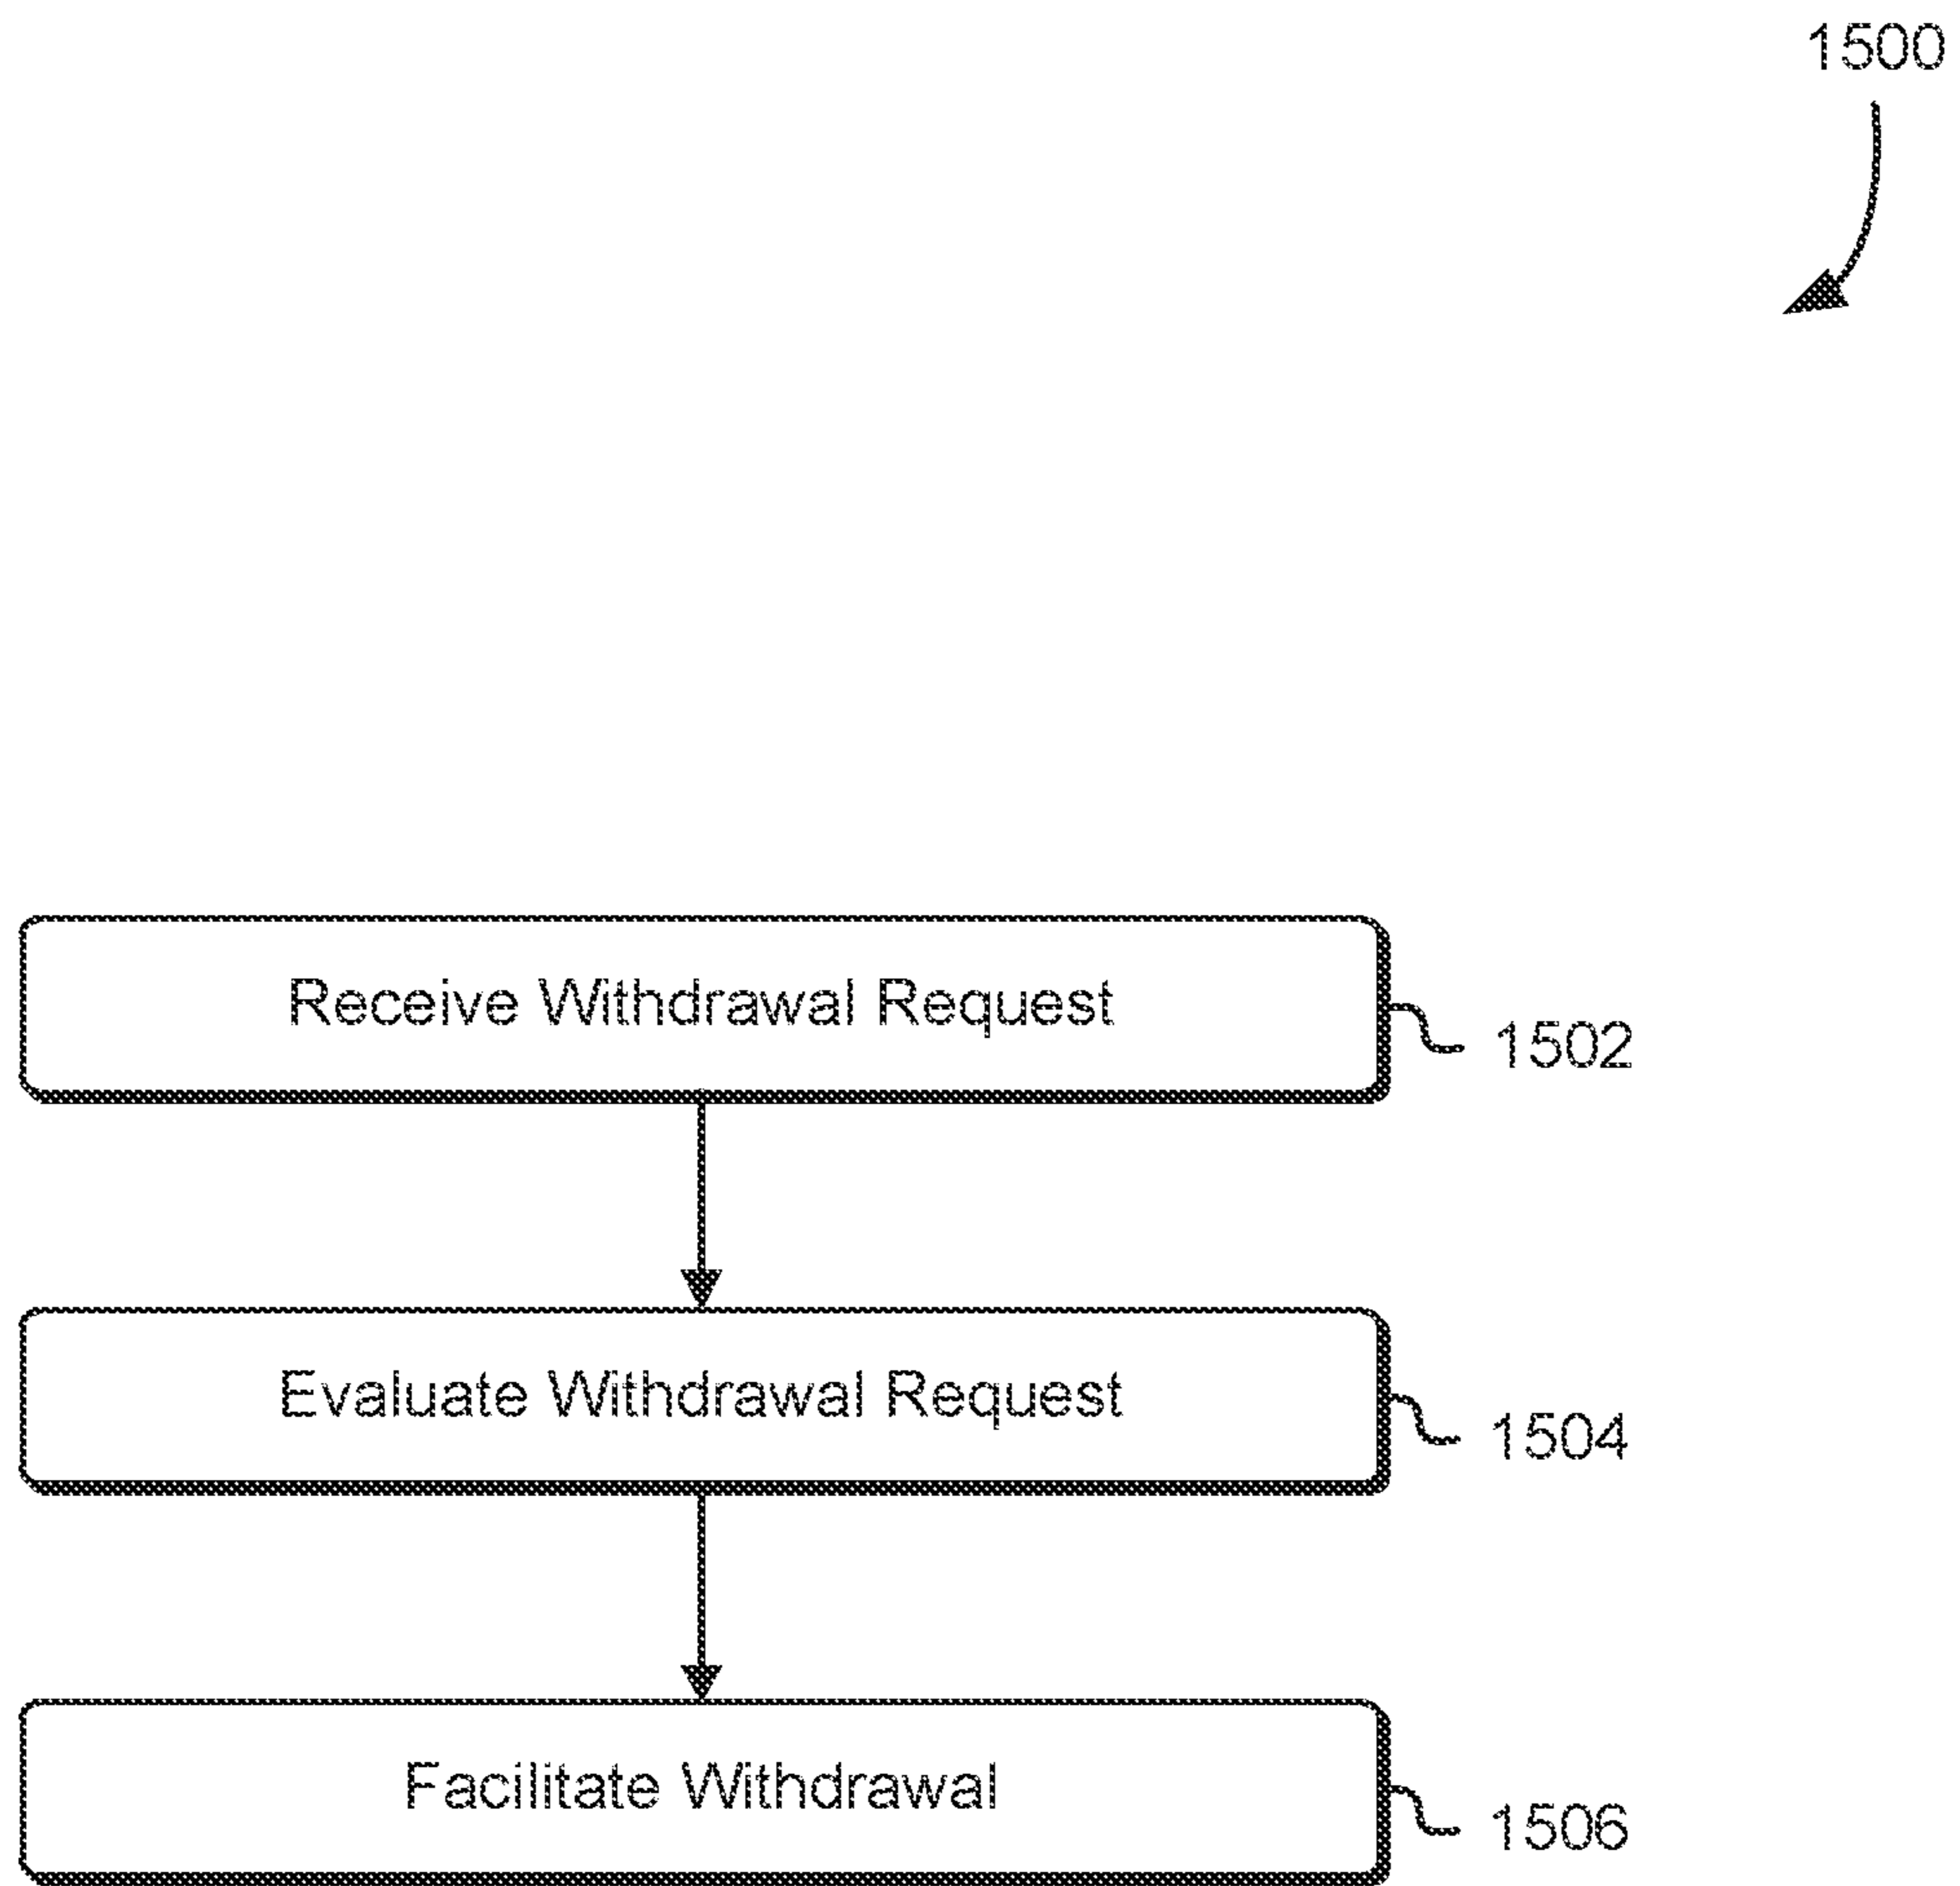 1500
Receive Withdrawal Request
1502
Evaluate Withdrawal Request
1504
Facilitate Withdrawal
1506